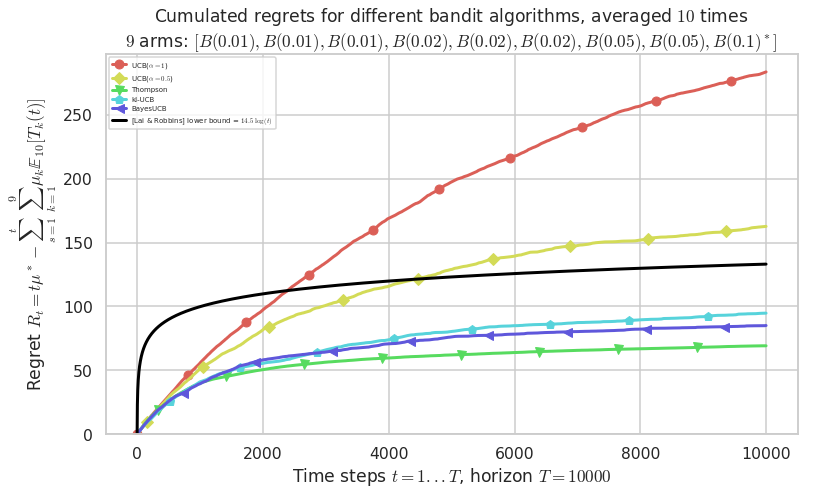 Cumulated regrets for different bandit algorithms, averaged 10 times
9 arms: [B(0.01), B(0.01), B(0.01), B(0.02), B(0.02), B(0.02), B(0.05), B(0.05), B(0.1)*]
UCB(α=1)
UCB(α=0.5)
Thompson
kl-UCB
BayesUCB
[Lai & Robbins] lower bound = 14.5 log(t)
Regret R_t = tμ* − ∑_{s=1}^{t} ∑_{k=1}^{9} μ_k 𝔼_{10}[T_k(t)]
250
200
150
100
50
0
0 2000 4000 6000 8000 10000
Time steps t = 1...T, horizon T = 10000